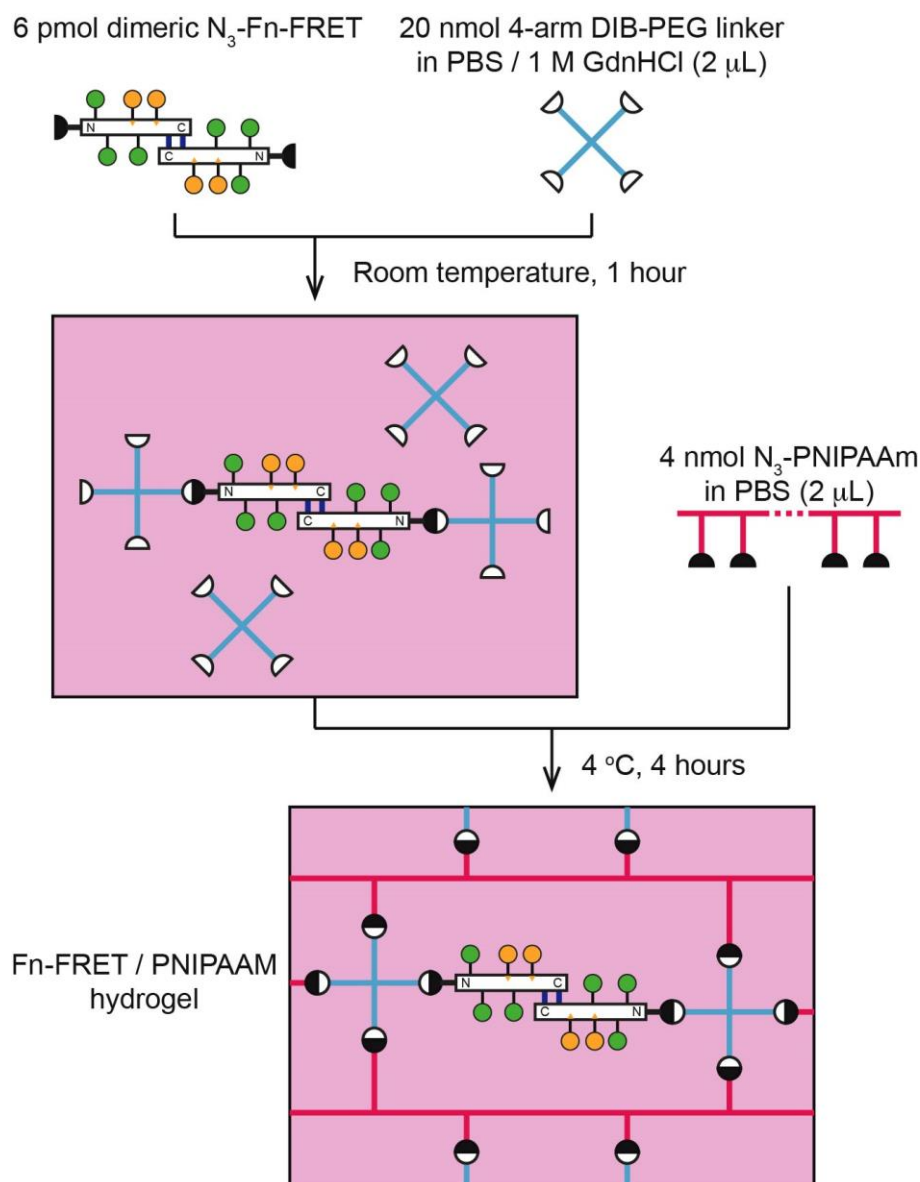 6 pmol dimeric N₃-Fn-FRET
20 nmol 4-arm DIB-PEG linker
in PBS / 1 M GdnHCl (2 μL)
N C
C N
Room temperature, 1 hour
N C
C N
4 nmol N₃-PNIPAAm
in PBS (2 μL)
4 °C, 4 hours
Fn-FRET / PNIPAAM
hydrogel
N C
C N